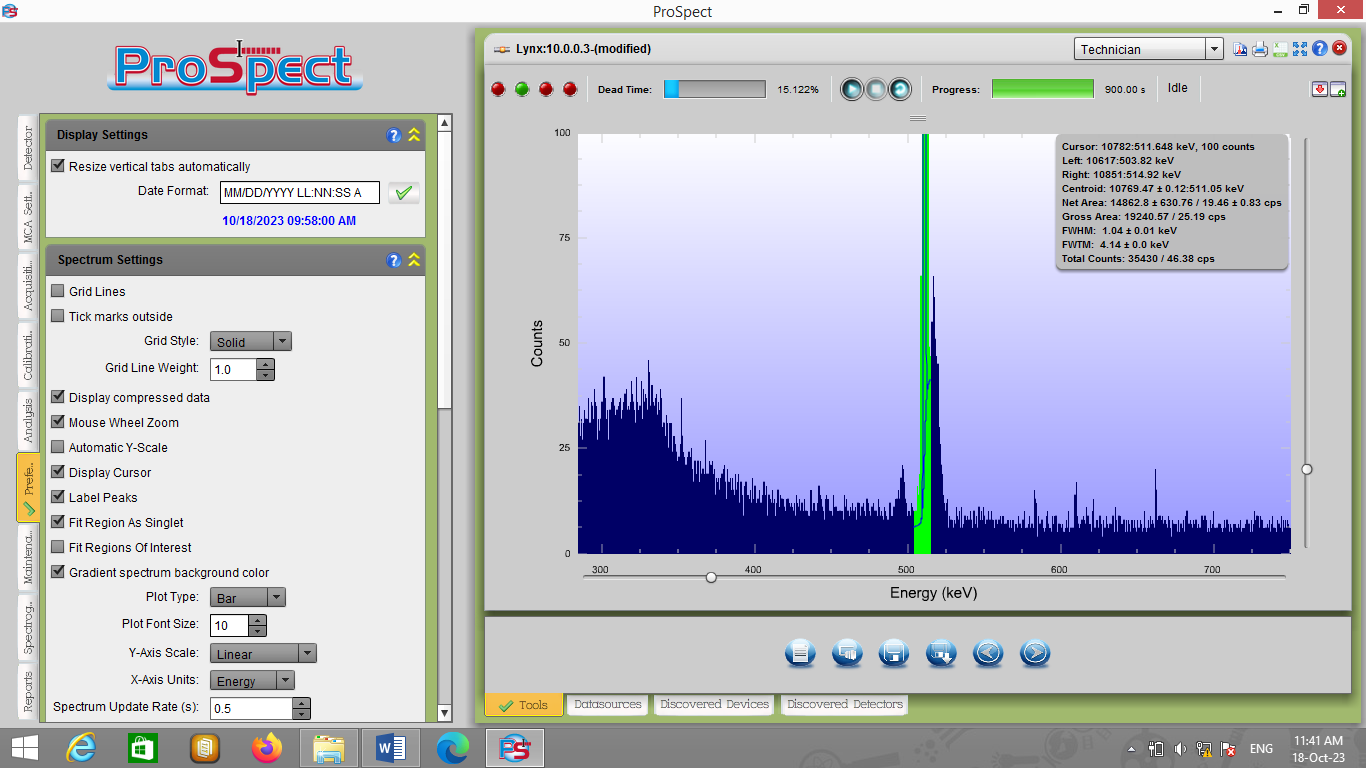 ProSpect
ProSpect
Lynx:10.0.0.3-(modified)
Technician
Dead Time:
15.122%
Progress:
900.00 s
Idle
Detector
MCA Sett..
Acquisiti..
Calibrati..
Analysis
Prefe..
Maintena..
Spectrog..
Reports
Display Settings
Resize vertical tabs automatically
Date Format:
MM/DD/YYYY LL:NN:SS A
10/18/2023 09:58:00 AM
Spectrum Settings
Grid Lines
Tick marks outside
Grid Style:
Solid
Grid Line Weight:
1.0
Display compressed data
Mouse Wheel Zoom
Automatic Y-Scale
Display Cursor
Label Peaks
Fit Region As Singlet
Fit Regions Of Interest
Gradient spectrum background color
Plot Type:
Bar
Plot Font Size:
10
Y-Axis Scale:
Linear
X-Axis Units:
Energy
Spectrum Update Rate (s):
0.5
Cursor: 10782:511.648 keV, 100 counts
Left: 10617:503.82 keV
Right: 10851:514.92 keV
Centroid: 10769.47 ± 0.12:511.05 keV
Net Area: 14862.8 ± 630.76 / 19.46 ± 0.83 cps
Gross Area: 19240.57 / 25.19 cps
FWHM: 1.04 ± 0.01 keV
FWTM: 4.14 ± 0.0 keV
Total Counts: 35430 / 46.38 cps
100
75
50
25
0
Counts
300
400
500
600
700
Energy (keV)
Tools
Datasources
Discovered Devices
Discovered Detectors
ENG
11:41 AM
18-Oct-23